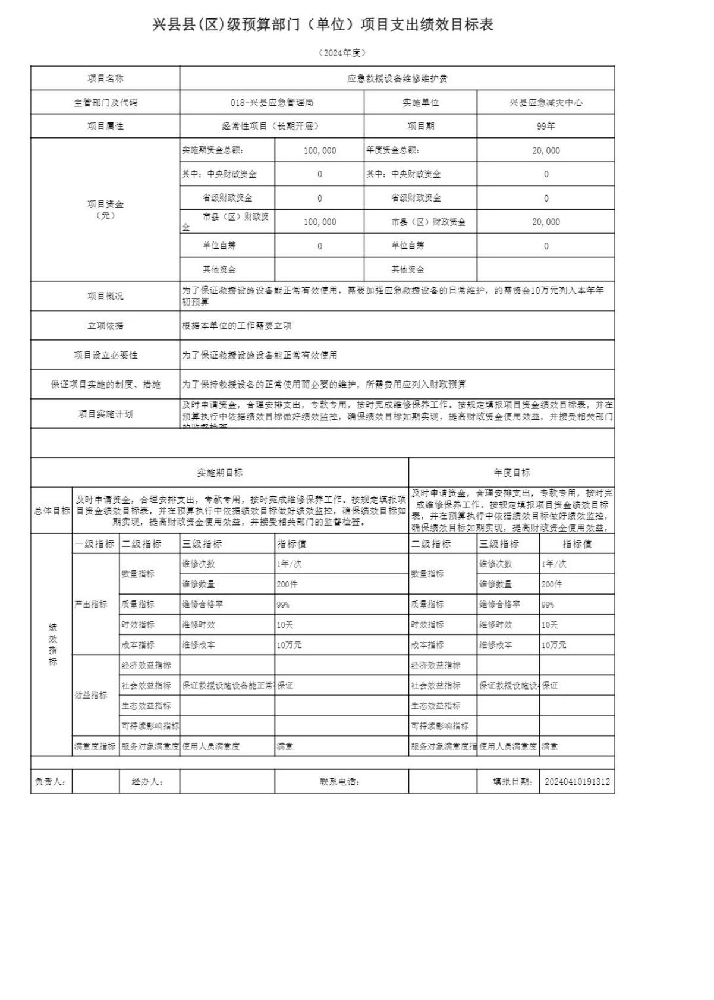 兴县县(区)级预算部门（单位）项目支出绩效目标表
（2024年度）
项目名称 应急救援设备维修维护费
主管部门及代码 018-兴县应急管理局 实施单位 兴县应急减灾中心
项目属性 经常性项目（长期开展） 项目期 99年
项目资金
（元）
实施期资金总额： 100,000 年度资金总额： 20,000
其中：中央财政资金 0 其中：中央财政资金 0
省级财政资金 0 省级财政资金 0
市县（区）财政资
金 100,000 市县（区）财政资金 20,000
单位自筹 0 单位自筹 0
其他资金 其他资金
项目概况 为了保证救援设施设备能正常有效使用，需要加强应急救援设备的日常维护，约需资金10万元列入本年年
初预算
立项依据 根据本单位的工作需要立项
项目设立必要性 为了保证救援设施设备能正常有效使用
保证项目实施的制度、措施 为了保持救援设备的正常使用而必要的维护，所需费用应列入财政预算
项目实施计划 及时申请资金，合理安排支出，专款专用，按时完成维修保养工作。按规定填报项目资金绩效目标表，并在
预算执行中依据绩效目标做好绩效监控，确保绩效目标如期实现，提高财政资金使用效益，并接受相关部门
的监督检查
实施期目标 年度目标
总体目标
及时申请资金，合理安排支出，专款专用，按时完成维修保养工作。按规定填报项
目资金绩效目标表，并在预算执行中依据绩效目标做好绩效监控，确保绩效目标如
期实现，提高财政资金使用效益，并接受相关部门的监督检查。
及时申请资金，合理安排支出，专款专用，按时完
成维修保养工作。按规定填报项目资金绩效目标
表，并在预算执行中依据绩效目标做好绩效监控，
确保绩效目标如期实现，提高财政资金使用效益，
绩
效
指
标
一级指标 二级指标 三级指标 指标值 二级指标 三级指标 指标值
产出指标 数量指标 维修次数 1年/次 数量指标 维修次数 1年/次
维修数量 200件 维修数量 200件
质量指标 维修合格率 99% 质量指标 维修合格率 99%
时效指标 维修时效 10天 时效指标 维修时效 10天
成本指标 维修成本 10万元 成本指标 维修成本 10万元
效益指标 经济效益指标 经济效益指标
社会效益指标 保证救援设施设备能正常 保证 社会效益指标 保证救援设施设 保证
生态效益指标 生态效益指标
可持续影响指标 可持续影响指标
满意度指标 服务对象满意度 使用人员满意度 满意 服务对象满意度指 使用人员满意度 满意
负责人： 经办人： 联系电话： 填报日期： 20240410191312